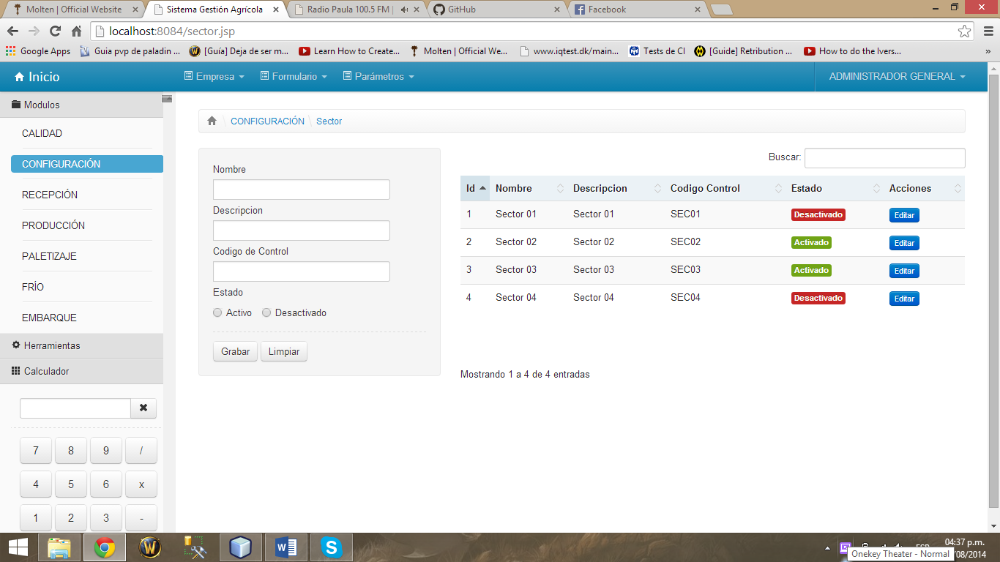 Molten | Official Website
Sistema Gestión Agrícola
Radio Paula 100.5 FM |
GitHub
Facebook
localhost:8084/sector.jsp
Google Apps
Guia pvp de paladin ...
[Guía] Deja de ser m...
Learn How to Create...
Molten | Official We...
www.iqtest.dk/main...
Tests de CI
[Guide] Retribution ...
How to do the Ivers...
»
Inicio
Empresa
Formulario
Parámetros
ADMINISTRADOR GENERAL
Modulos
CALIDAD
CONFIGURACIÓN
RECEPCIÓN
PRODUCCIÓN
PALETIZAJE
FRÍO
EMBARQUE
Herramientas
Calculador
7 8 9 /
4 5 6 x
1 2 3 -
CONFIGURACIÓN \ Sector
Nombre
Descripcion
Codigo de Control
Estado
Activo Desactivado
Grabar Limpiar
Buscar:
Id Nombre Descripcion Codigo Control Estado Acciones
1 Sector 01 Sector 01 SEC01 Desactivado Editar
2 Sector 02 Sector 02 SEC02 Activado Editar
3 Sector 03 Sector 03 SEC03 Activado Editar
4 Sector 04 Sector 04 SEC04 Desactivado Editar
Mostrando 1 a 4 de 4 entradas
04:37 p.m.
/08/2014
Onekey Theater - Normal